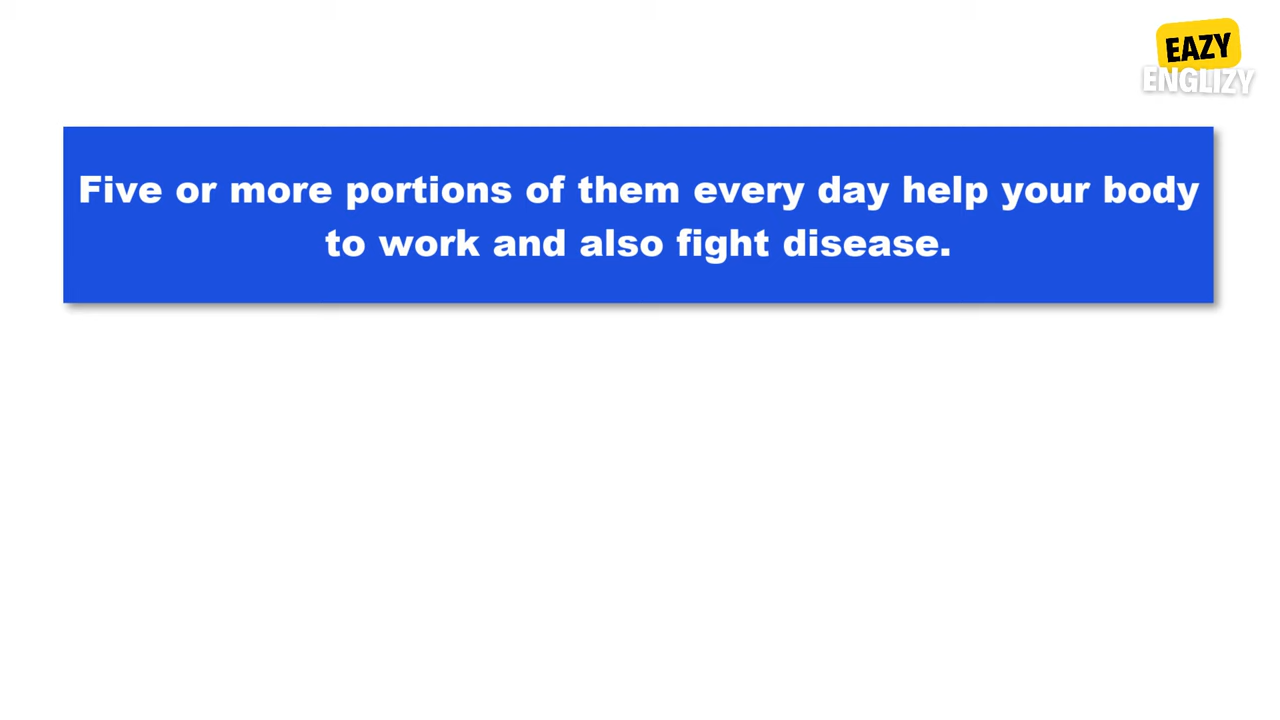 EAZY
ENGLIZY
Five or more portions of them every day help your body
to work and also fight disease.